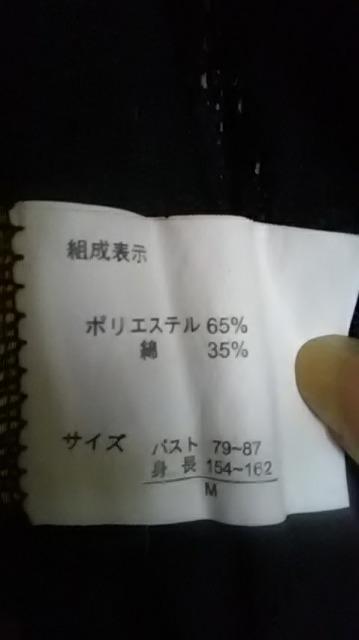 組成表示
ポリエステル 65%
綿 35%
サイズ バスト 79~87
身長 154~162
M